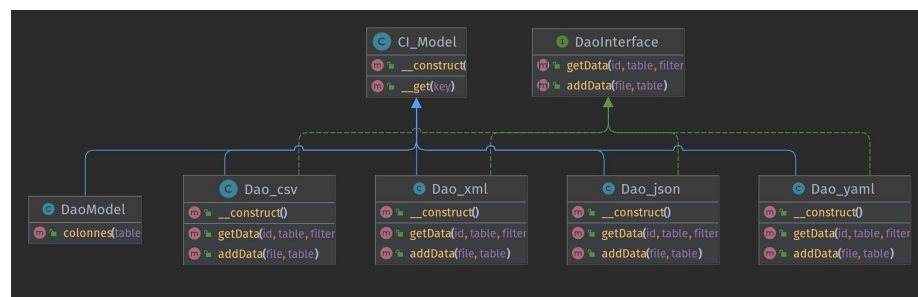 C CI_Model
m __construct(
m __get(key)
I DaoInterface
m getData(id, table, filter
m addData(file, table)
C DaoModel
m colonnes(table
C Dao_csv
m __construct()
m getData(id, table, filter
m addData(file, table)
C Dao_xml
m __construct()
m getData(id, table, filter
m addData(file, table)
C Dao_json
m __construct()
m getData(id, table, filter
m addData(file, table)
C Dao_yaml
m __construct()
m getData(id, table, filter
m addData(file, table)